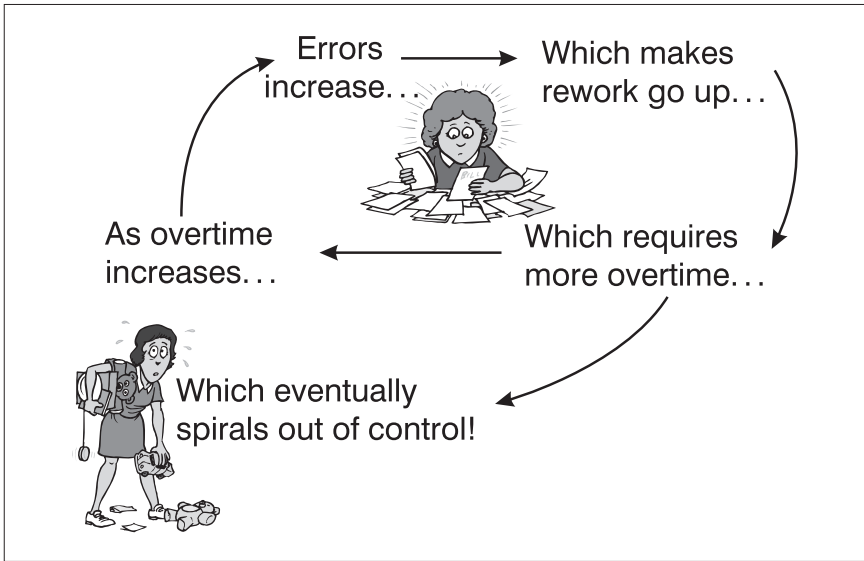 Errors
increase…
Which makes
rework go up…
Which requires
more overtime…
As overtime
increases…
Which eventually
spirals out of control!
BILL